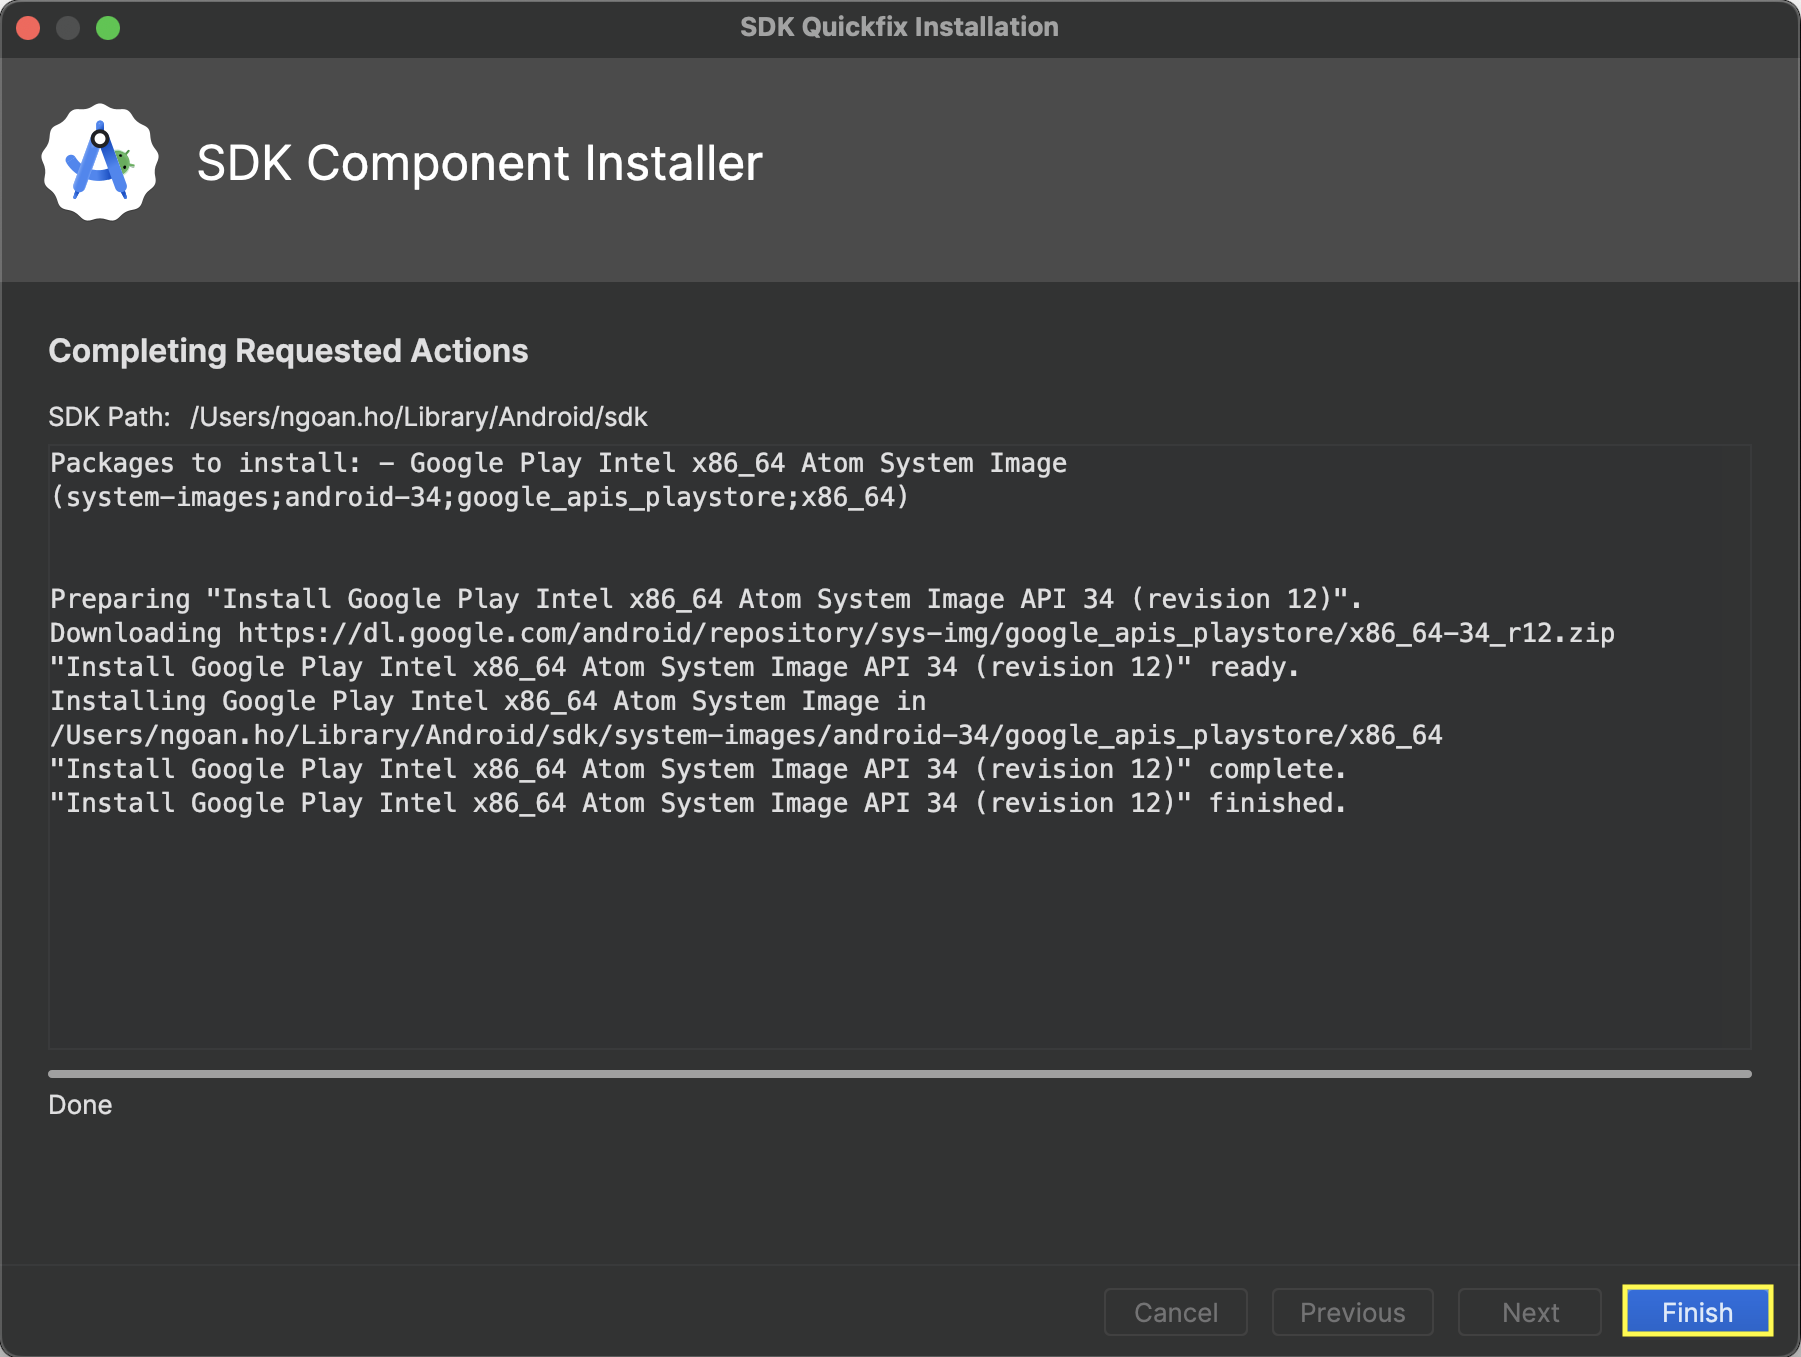 SDK Quickfix Installation
SDK Component Installer
Completing Requested Actions
SDK Path: /Users/ngoan.ho/Library/Android/sdk
Packages to install: - Google Play Intel x86_64 Atom System Image
(system-images;android-34;google_apis_playstore;x86_64)
Preparing "Install Google Play Intel x86_64 Atom System Image API 34 (revision 12)".
Downloading https://dl.google.com/android/repository/sys-img/google_apis_playstore/x86_64-34_r12.zip
"Install Google Play Intel x86_64 Atom System Image API 34 (revision 12)" ready.
Installing Google Play Intel x86_64 Atom System Image in
/Users/ngoan.ho/Library/Android/sdk/system-images/android-34/google_apis_playstore/x86_64
"Install Google Play Intel x86_64 Atom System Image API 34 (revision 12)" complete.
"Install Google Play Intel x86_64 Atom System Image API 34 (revision 12)" finished.
Done
Cancel Previous Next Finish